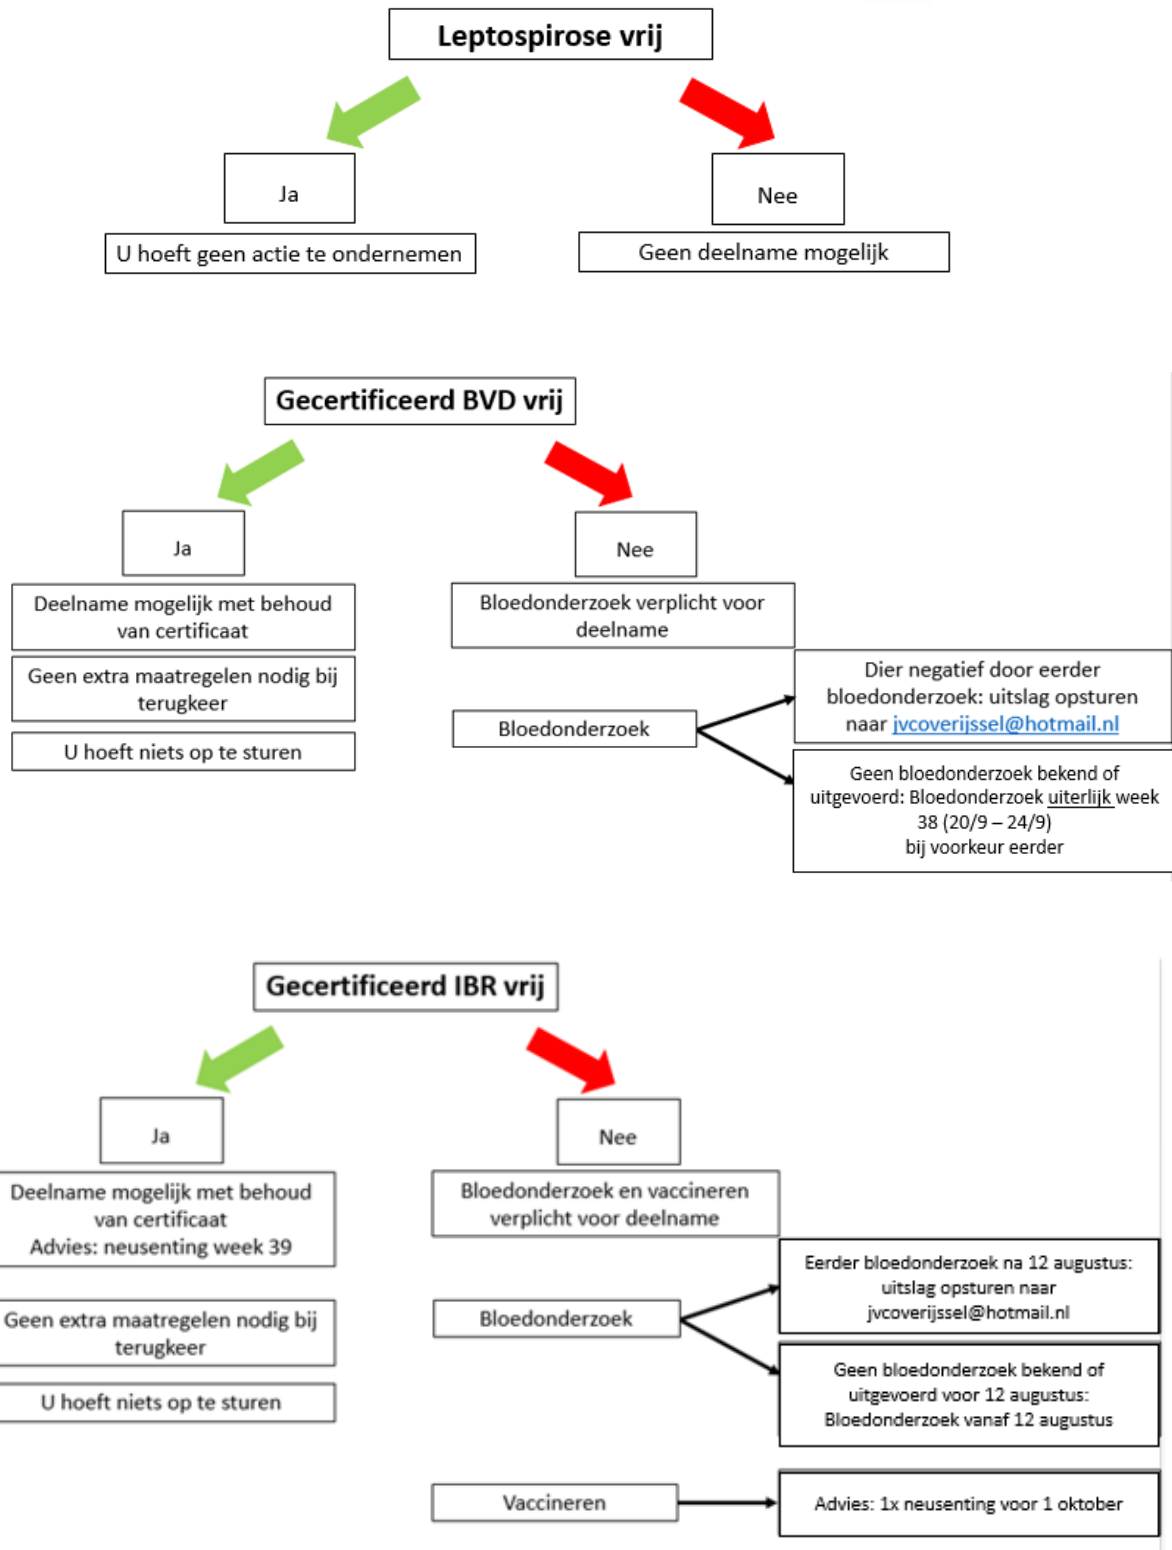 Leptospirose vrij
Ja
Nee
U hoeft geen actie te ondernemen
Geen deelname mogelijk
Gecertificeerd BVD vrij
Ja
Nee
Deelname mogelijk met behoud
van certificaat
Geen extra maatregelen nodig bij
terugkeer
U hoeft niets op te sturen
Bloedonderzoek verplicht voor
deelname
Bloedonderzoek
Dier negatief door eerder
bloedonderzoek: uitslag opsturen
naar jvcoverijssel@hotmail.nl
Geen bloedonderzoek bekend of
uitgevoerd: Bloedonderzoek uiterlijk week
38 (20/9 – 24/9)
bij voorkeur eerder
Gecertificeerd IBR vrij
Ja
Nee
Deelname mogelijk met behoud
van certificaat
Advies: neusenting week 39
Geen extra maatregelen nodig bij
terugkeer
U hoeft niets op te sturen
Bloedonderzoek en vaccineren
verplicht voor deelname
Bloedonderzoek
Eerder bloedonderzoek na 12 augustus:
uitslag opsturen naar
jvcoverijssel@hotmail.nl
Geen bloedonderzoek bekend of
uitgevoerd voor 12 augustus:
Bloedonderzoek vanaf 12 augustus
Vaccineren
Advies: 1x neusenting voor 1 oktober